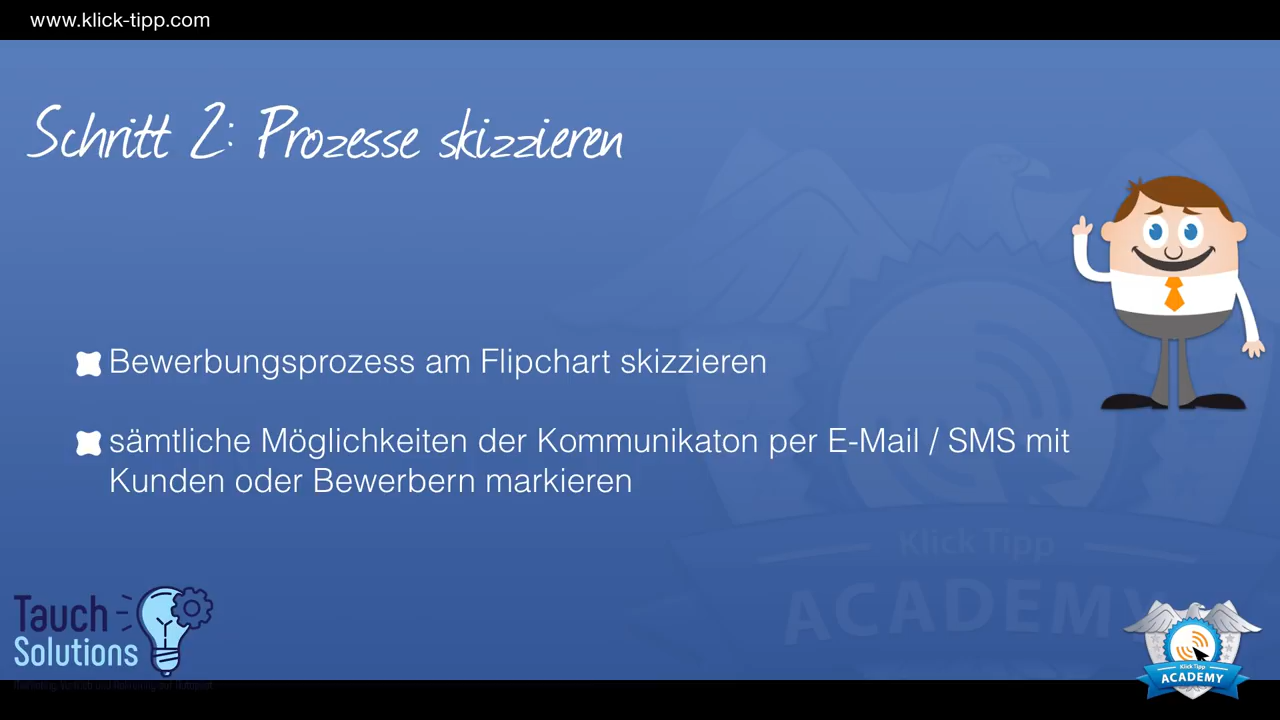 www.klick-tipp.com
Schritt 2: Prozesse skizzieren
Bewerbungsprozess am Flipchart skizzieren
sämtliche Möglichkeiten der Kommunikaton per E-Mail / SMS mit
Kunden oder Bewerbern markieren
Klick Tipp
ACADEMY
Tauch
Solutions
Klick Tipp
ACADEMY